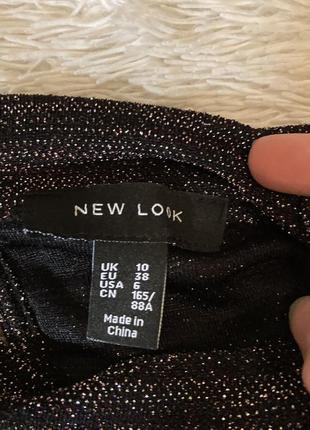 NEW LOOK
UK 10
EU 38
USA 6
CN 165/
88A
Made in
China